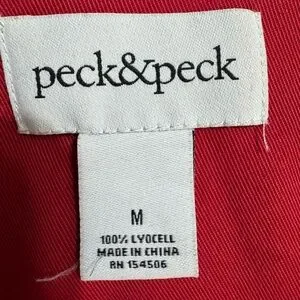 peck&peck
M
100% LYOCELL
MADE IN CHINA
RN 154506